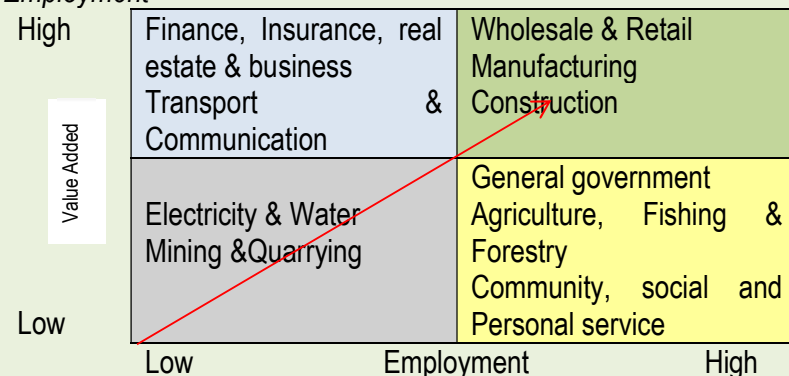 Employment
High
Finance, Insurance, real
estate & business
Transport &
Communication
Wholesale & Retail
Manufacturing
Construction
Value Added
Electricity & Water
Mining &Quarrying
General government
Agriculture, Fishing &
Forestry
Community, social and
Personal service
Low
Low Employment High